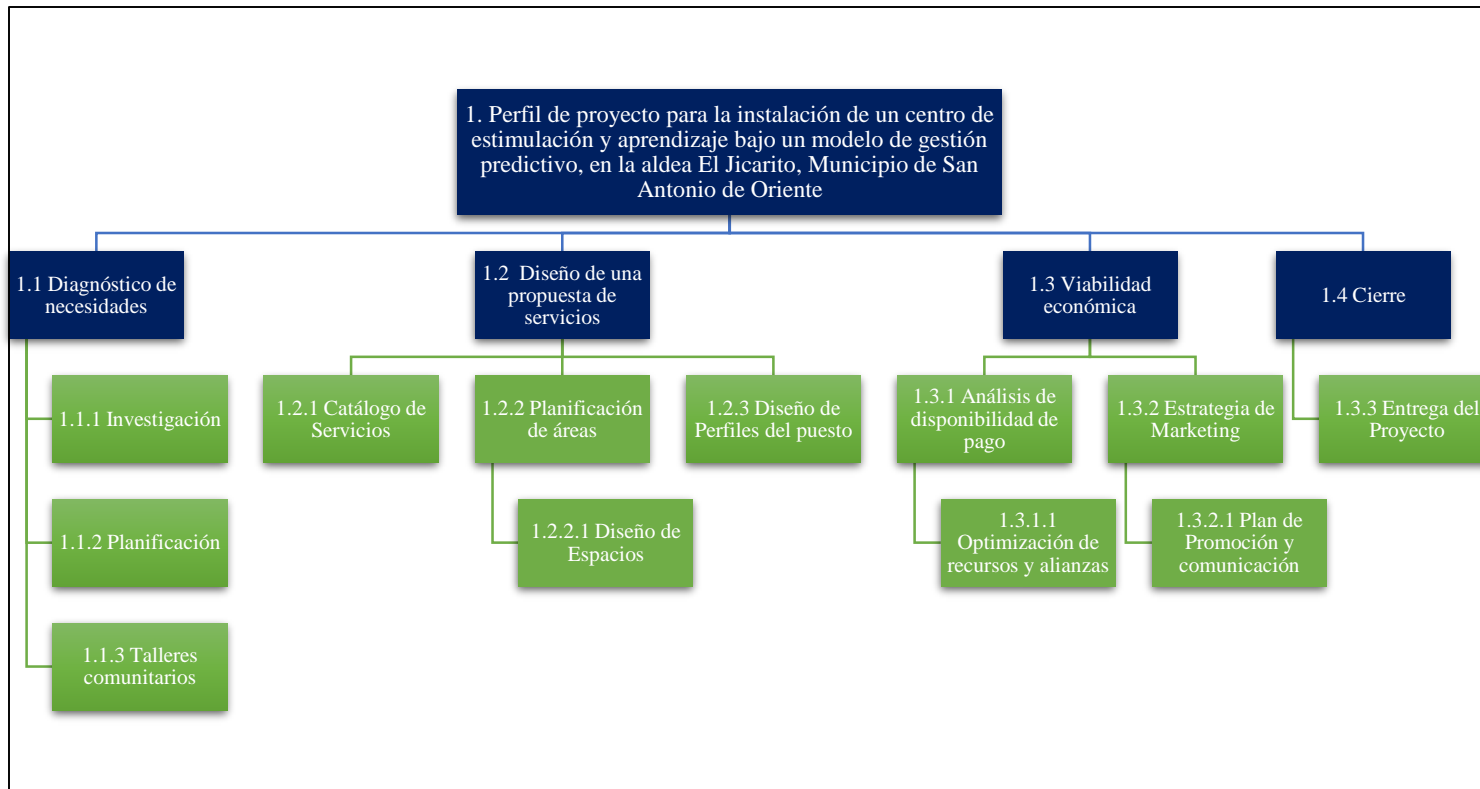 1. Perfil de proyecto para la instalación de un centro de
estimulación y aprendizaje bajo un modelo de gestión
predictivo, en la aldea El Jicarito, Municipio de San
Antonio de Oriente
1.1 Diagnóstico de
necesidades
1.1.1 Investigación
1.1.2 Planificación
1.1.3 Talleres
comunitarios
1.2 Diseño de una
propuesta de
servicios
1.2.1 Catálogo de
Servicios
1.2.2 Planificación
de áreas
1.2.2.1 Diseño de
Espacios
1.2.3 Diseño de
Perfiles del puesto
1.3 Viabilidad
económica
1.3.1 Análisis de
disponibilidad de
pago
1.3.1.1
Optimización de
recursos y alianzas
1.3.2 Estrategia de
Marketing
1.3.2.1 Plan de
Promoción y
comunicación
1.4 Cierre
1.3.3 Entrega del
Proyecto